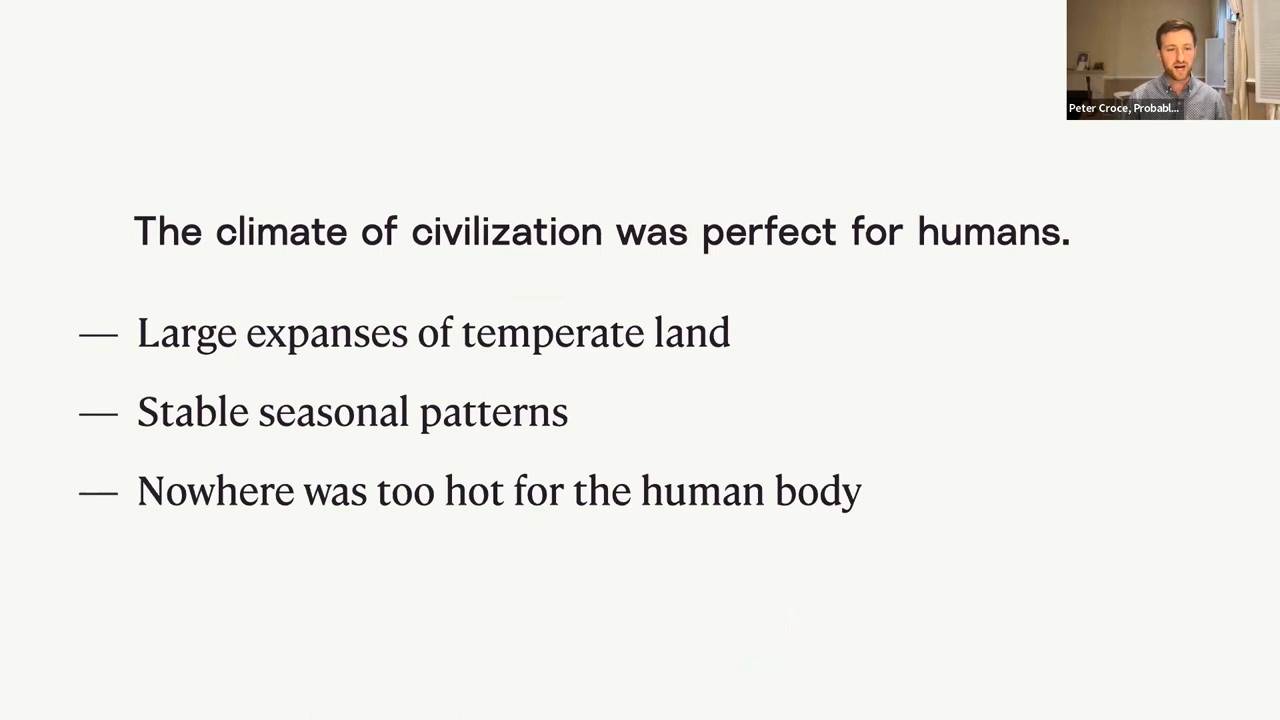 Peter Croce, Probabl...
The climate of civilization was perfect for humans.
— Large expanses of temperate land
— Stable seasonal patterns
— Nowhere was too hot for the human body